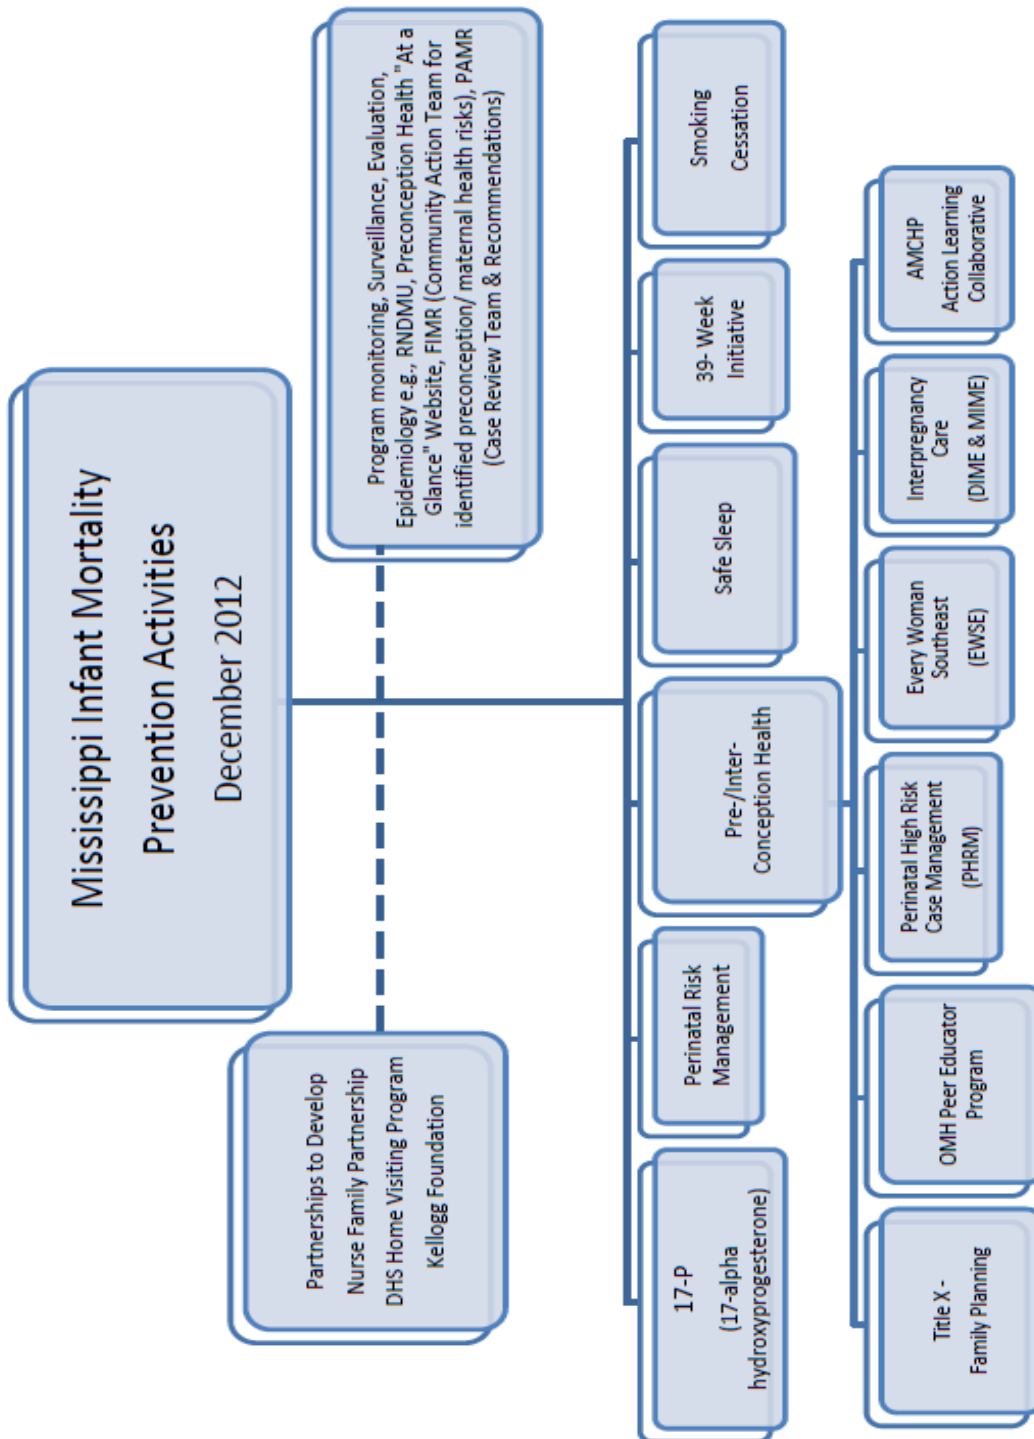 Mississippi Infant Mortality
Prevention Activities
December 2012
Partnerships to Develop
Nurse Family Partnership
DHS Home Visiting Program
Kellogg Foundation
Program monitoring, Surveillance, Evaluation,
Epidemiology e.g., RNDMU, Preconception Health "At a
Glance" Website, FIMR (Community Action Team for
identified preconception/ maternal health risks), PAMR
(Case Review Team & Recommendations)
17-P
(17-alpha
hydroxyprogesterone)
Perinatal Risk
Management
Pre-/Inter-
Conception Health
Safe Sleep
39- Week
Initiative
Smoking
Cessation
Title X -
Family Planning
OMH Peer Educator
Program
Perinatal High Risk
Case Management
(PHRM)
Every Woman
Southeast
(EWSE)
Interpregnancy
Care
(DIME & MIME)
AMCHP
Action Learning
Collaborative